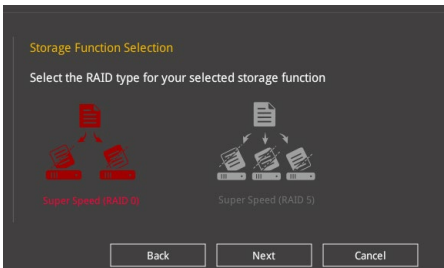 Storage Function Selection
Select the RAID type for your selected storage function
Super Speed (RAID 0)
Super Speed (RAID 5)
Back
Next
Cancel